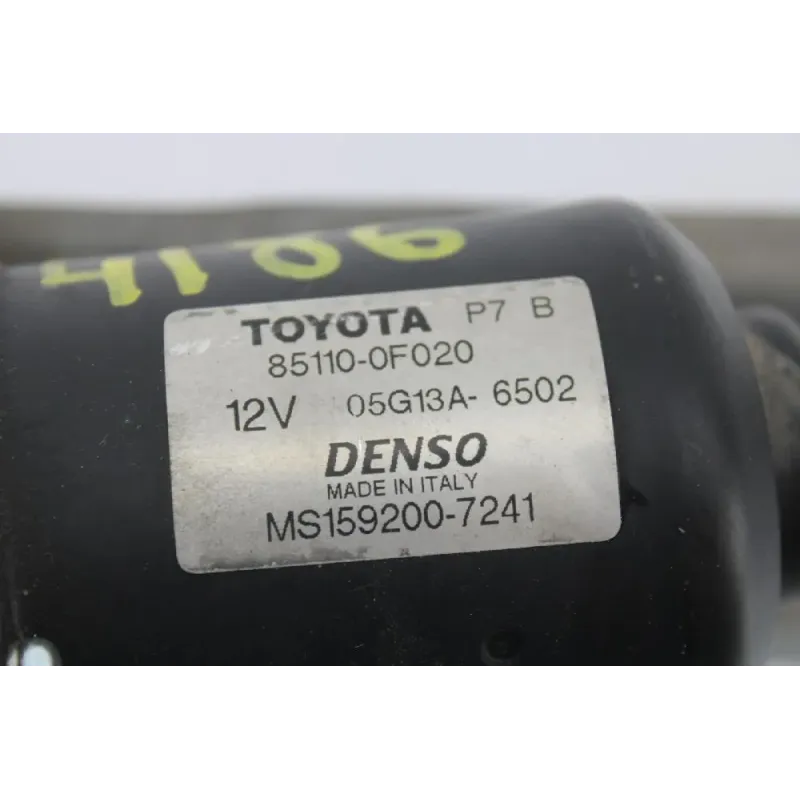 4106
TOYOTA P7 B
85110-0F020
12V 05G13A- 6502
DENSO
MADE IN ITALY
MS159200-7241